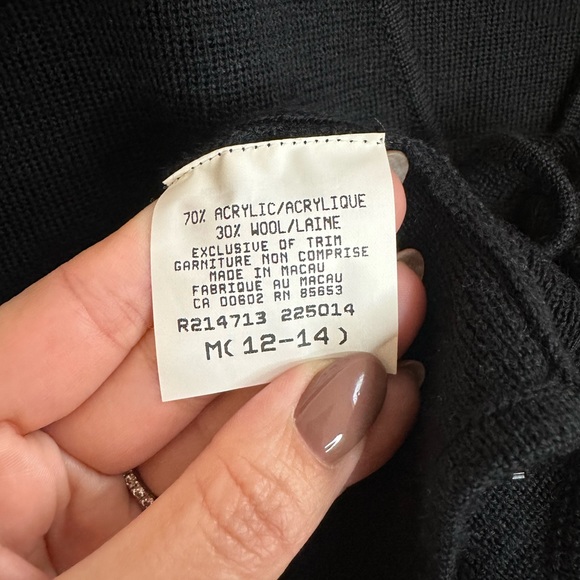 70% ACRYLIC/ACRYLIQUE
30% WOOL/LAINE
EXCLUSIVE OF TRIM
GARNITURE NON COMPRISE
MADE IN MACAU
FABRIQUE AU MACAU
CA 00602 RN 85653
R214713 225014
M( 12-14 )